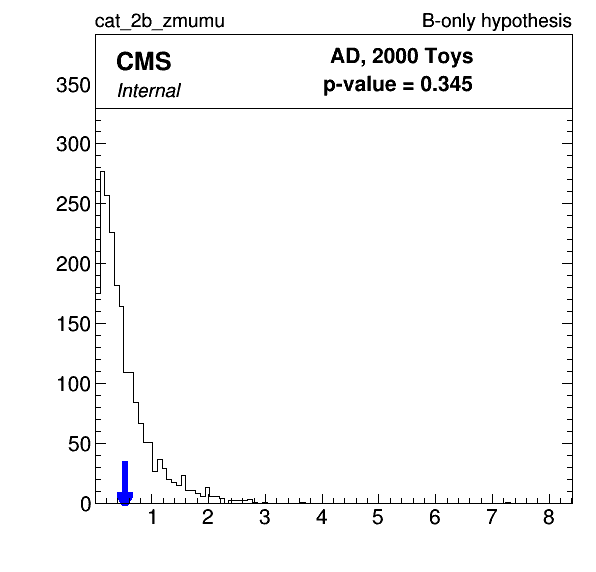 cat_2b_zmumu B-only hypothesis
CMS AD, 2000 Toys
Internal p-value = 0.345
350
300
250
200
150
100
50
0
1 2 3 4 5 6 7 8